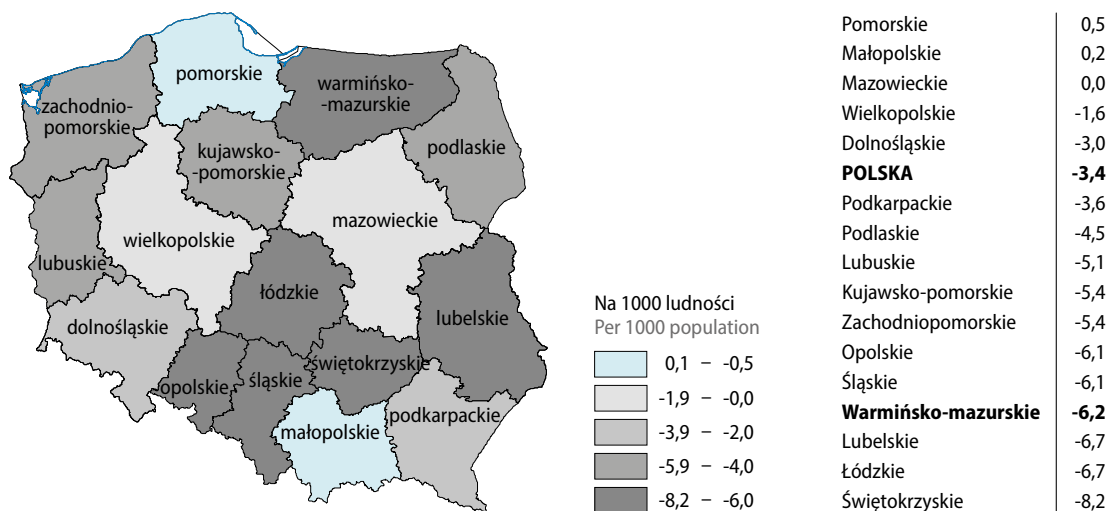 pomorskie
warmińsko-
-mazurskie
zachodnio-
pomorskie
kujawsko-
-pomorskie
podlaskie
mazowieckie
wielkopolskie
lubuskie
łódzkie
lubelskie
dolnośląskie
opolskie
śląskie
świętokrzyskie
małopolskie
podkarpackie
Na 1000 ludności
Per 1000 population
0,1 – -0,5
-1,9 – -0,0
-3,9 – -2,0
-5,9 – -4,0
-8,2 – -6,0
Pomorskie 0,5
Małopolskie 0,2
Mazowieckie 0,0
Wielkopolskie -1,6
Dolnośląskie -3,0
POLSKA -3,4
Podkarpackie -3,6
Podlaskie -4,5
Lubuskie -5,1
Kujawsko-pomorskie -5,4
Zachodniopomorskie -5,4
Opolskie -6,1
Śląskie -6,1
Warmińsko-mazurskie -6,2
Lubelskie -6,7
Łódzkie -6,7
Świętokrzyskie -8,2